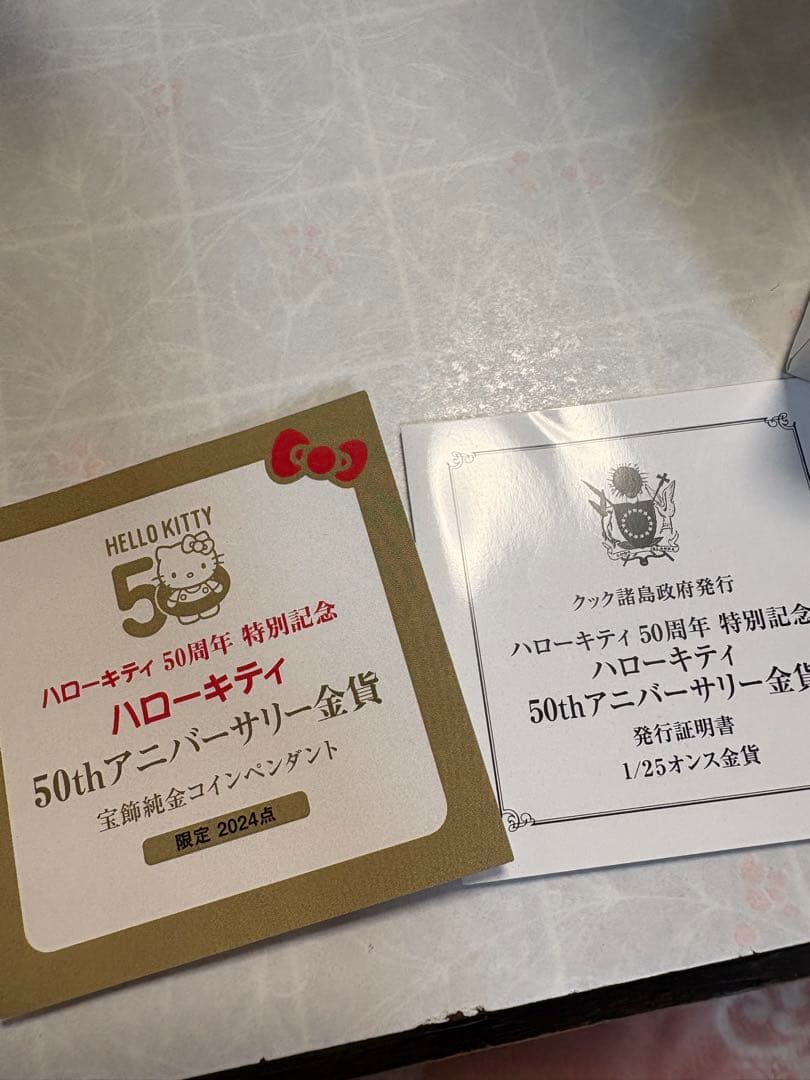 HELLO KITTY
50
ハローキティ 50周年 特別記念
ハローキティ
50thアニバーサリー金貨
宝飾純金コインペンダント
限定 2024点
クック諸島政府発行
ハローキティ 50周年 特別記念
ハローキティ
50thアニバーサリー金貨
発行証明書
1/25オンス金貨